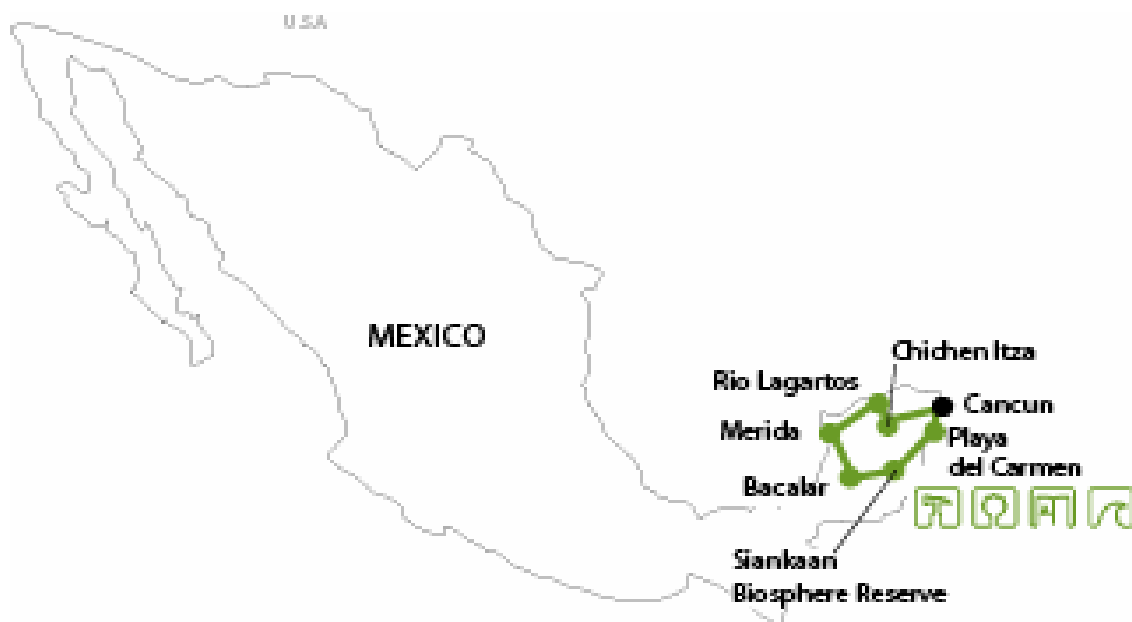 U.S.A
MEXICO
Chichen Itza
Rio Lagartos
Cancun
Merida
Playa
del Carmen
Bacalar
Siankaan
Biosphere Reserve